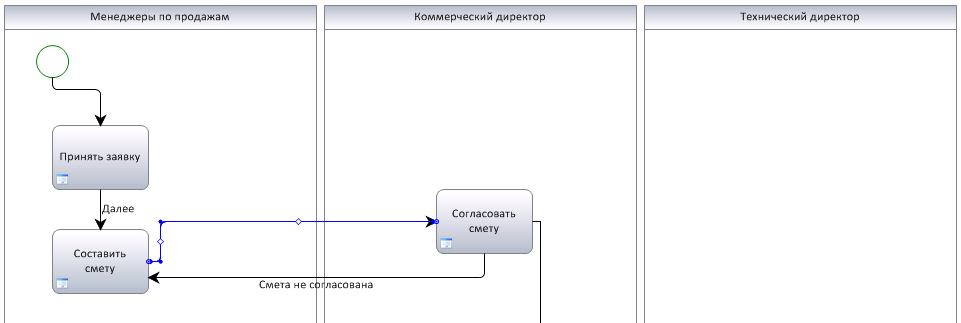 Менеджеры по продажам
Коммерческий директор
Технический директор
Принять заявку
Далее
Согласовать
смету
Составить
смету
Смета не согласована